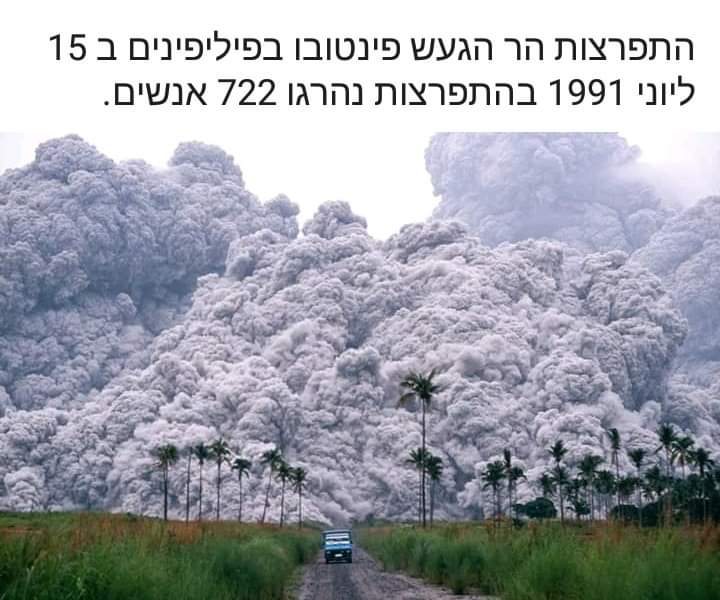 התפרצות הר הגעש פינטובו בפיליפינים ב 15
ליוני 1991 בהתפרצות נהרגו 722 אנשים.